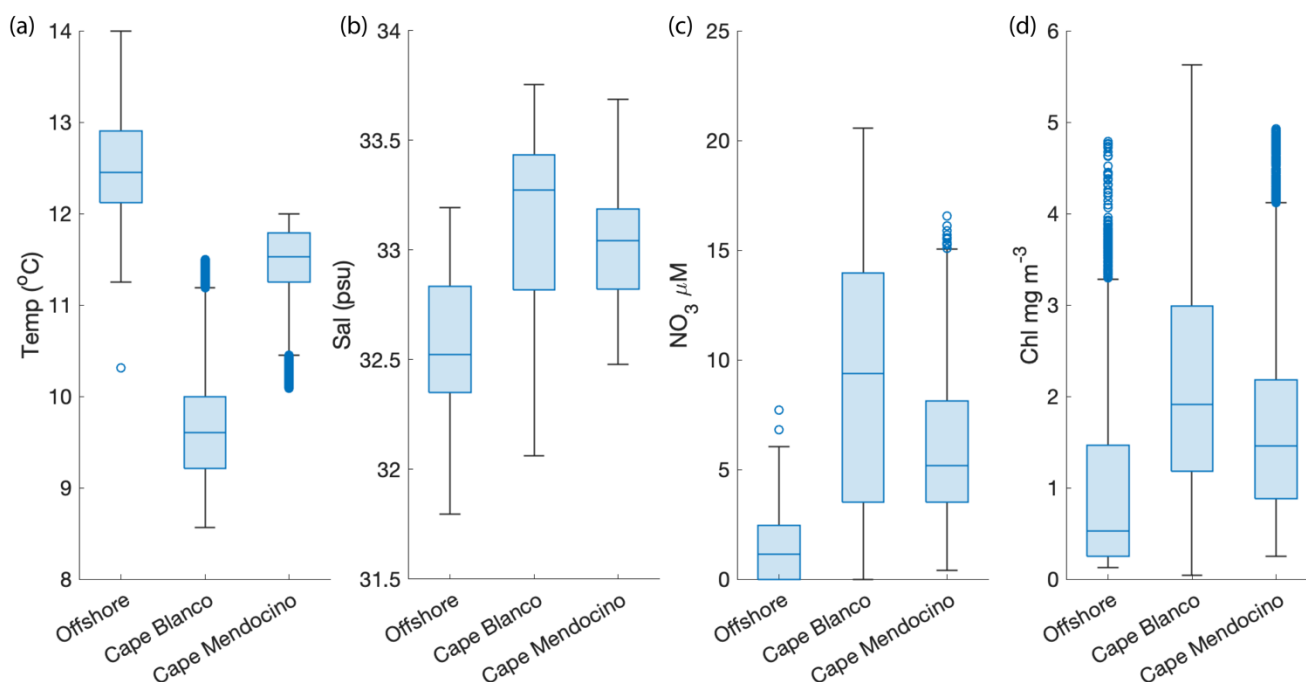 (a)
Temp (°C)
14
13
12
11
10
9
8
Offshore
Cape Blanco
Cape Mendocino
(b)
Sal (psu)
34
33.5
33
32.5
32
31.5
Offshore
Cape Blanco
Cape Mendocino
(c)
NO₃ μM
25
20
15
10
5
0
Offshore
Cape Blanco
Cape Mendocino
(d)
Chl mg m⁻³
6
5
4
3
2
1
0
Offshore
Cape Blanco
Cape Mendocino